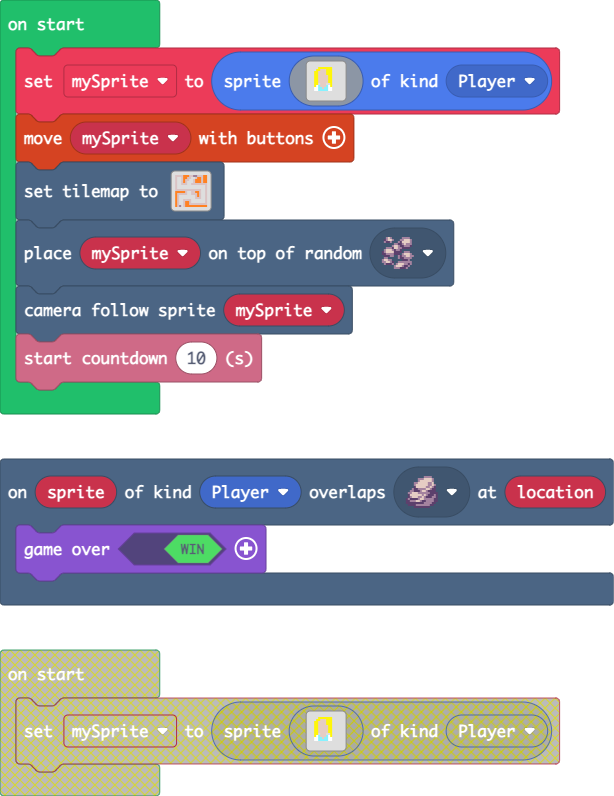 on start
set mySprite to sprite of kind Player
move mySprite with buttons
set tilemap to
place mySprite on top of random
camera follow sprite mySprite
start countdown 10 (s)
on sprite of kind Player overlaps at location
game over WIN
on start
set mySprite to sprite of kind Player